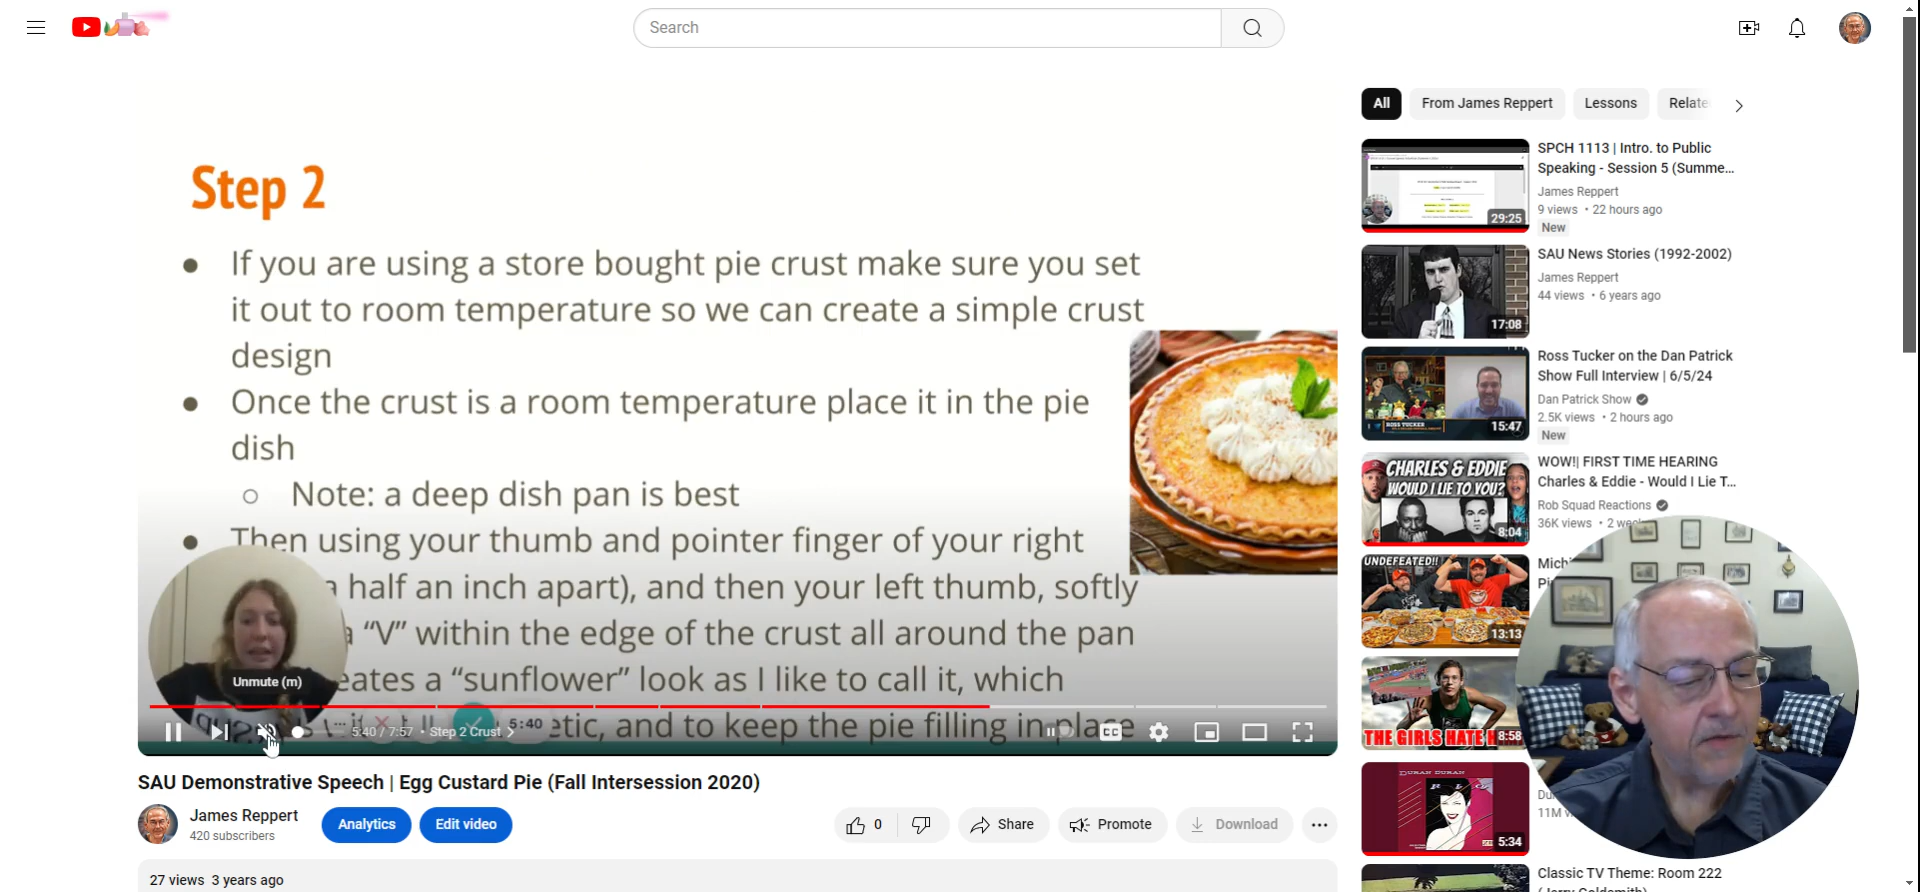 Search
Step 2
If you are using a store bought pie crust make sure you set
it out to room temperature so we can create a simple crust
design
Once the crust is a room temperature place it in the pie
dish
Note: a deep dish pan is best
Then using your thumb and pointer finger of your right
a half an inch apart), and then your left thumb, softly
"V" within the edge of the crust all around the pan
eates a “sunflower” look as I like to call it, which
etic, and to keep the pie filling in place
Unmute (m)
5:40
5:40 / 7:57 • Step 2 Crust
CC
SAU Demonstrative Speech | Egg Custard Pie (Fall Intersession 2020)
James Reppert
420 subscribers
Analytics
Edit video
0
Share
Promote
Download
27 views 3 years ago
All
From James Reppert
Lessons
Relate
29:25
SPCH 1113 | Intro. to Public
Speaking - Session 5 (Summe...
James Reppert
9 views • 22 hours ago
New
17:08
SAU News Stories (1992-2002)
James Reppert
44 views • 6 years ago
ROSS TUCKER
15:47
Ross Tucker on the Dan Patrick
Show Full Interview | 6/5/24
Dan Patrick Show
2.5K views • 2 hours ago
New
CHARLES & EDDIE
WOULD I LIE TO YOU?
8:04
WOW!| FIRST TIME HEARING
Charles & Eddie - Would I Lie T...
Rob Squad Reactions
36K views • 2 wee
UNDEFEATED!!
13:13
Mich
Pi
THE GIRLS HATE H
8:58
DURAN DURAN
RIO
5:34
Du
11M v
Classic TV Theme: Room 222
(Jerry Goldsmith)